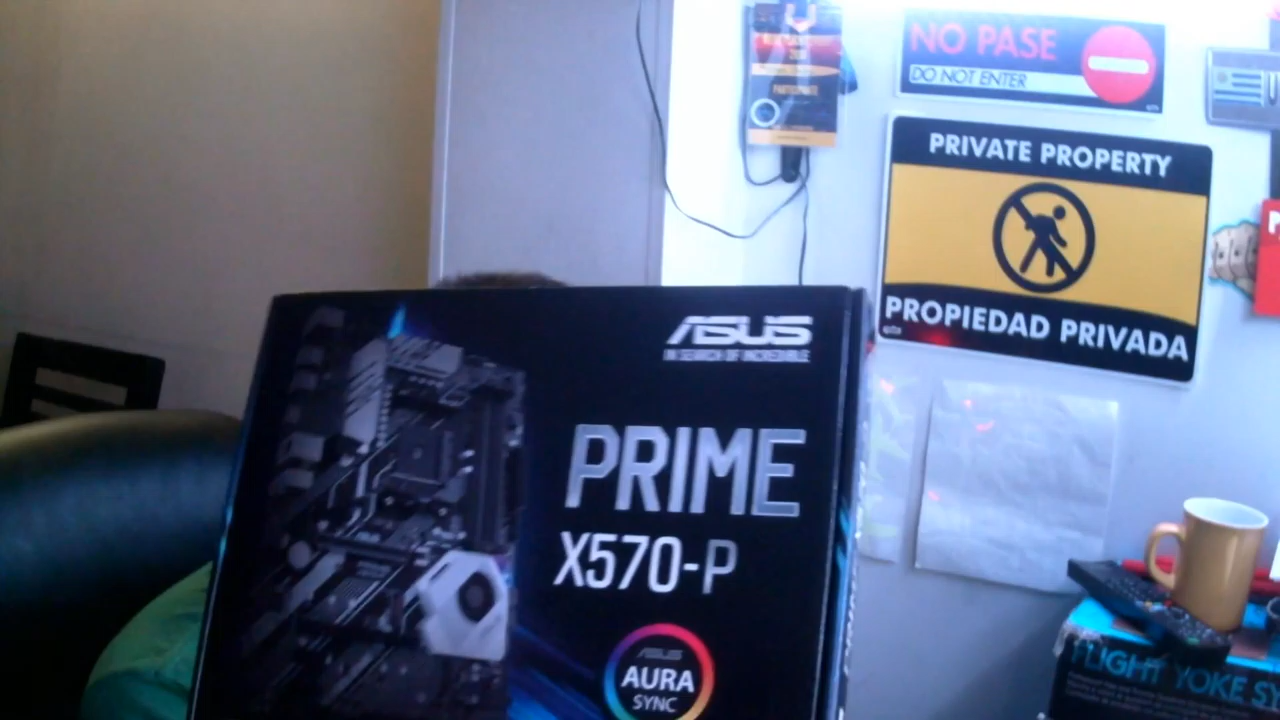 NO PASE
DO NOT ENTER
PARTICIPANTE
PRIVATE PROPERTY
PROPIEDAD PRIVADA
ASUS
IN SEARCH OF INCREDIBLE
PRIME
X570-P
ASUS
AURA
SYNC
FLIGHT YOKE SY